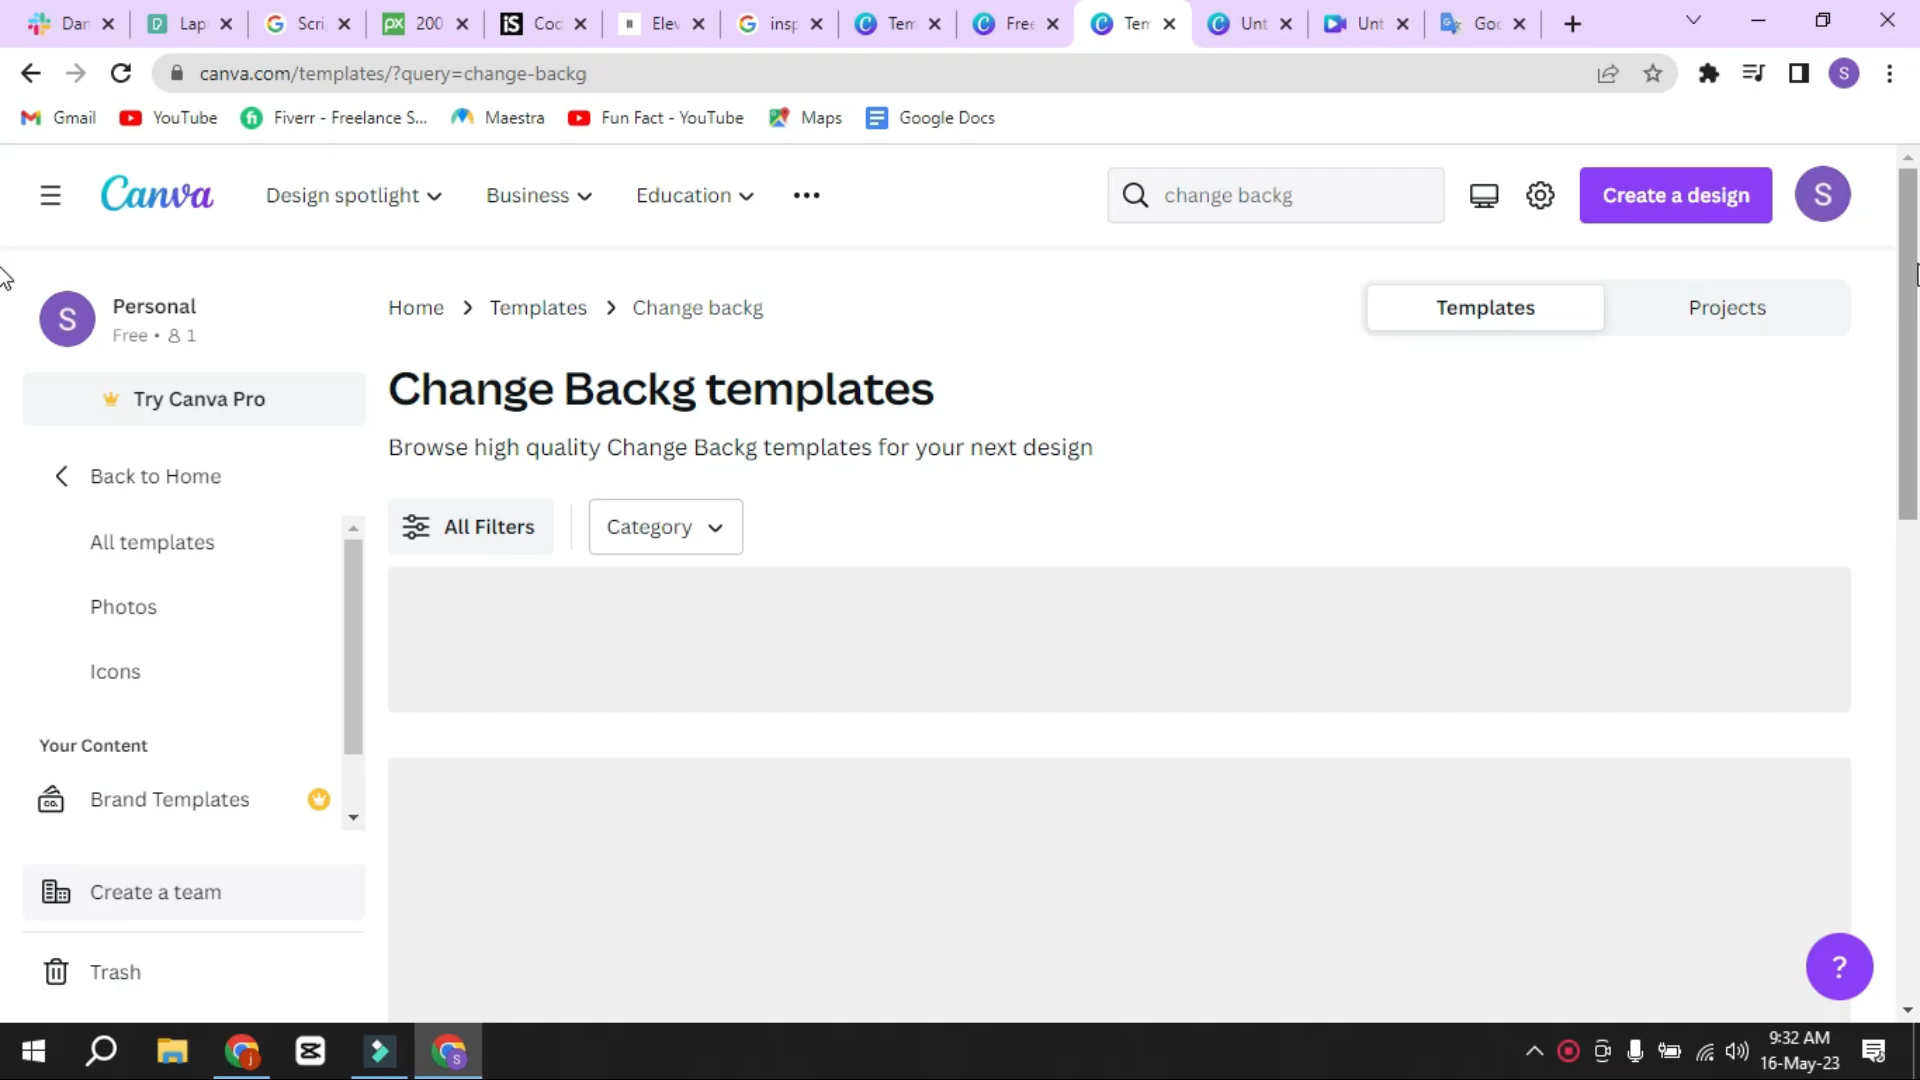 Dan
Lap
Scri
px 200
iS Coc
Elev
insp
Tem
Free
Tem
Unt
Unt
Goo
canva.com/templates/?query=change-backg
S
Gmail
YouTube
Fiverr - Freelance S...
Maestra
Fun Fact - YouTube
Maps
Google Docs
Canva
Design spotlight
Business
Education
change backg
Create a design
S
S
Personal
Free • 1
Home
Templates
Change backg
Templates
Projects
Try Canva Pro
Change Backg templates
Browse high quality Change Backg templates for your next design
Back to Home
All Filters
Category
All templates
Photos
Icons
Your Content
CO.
Brand Templates
Create a team
Trash
?
9:32 AM
16-May-23